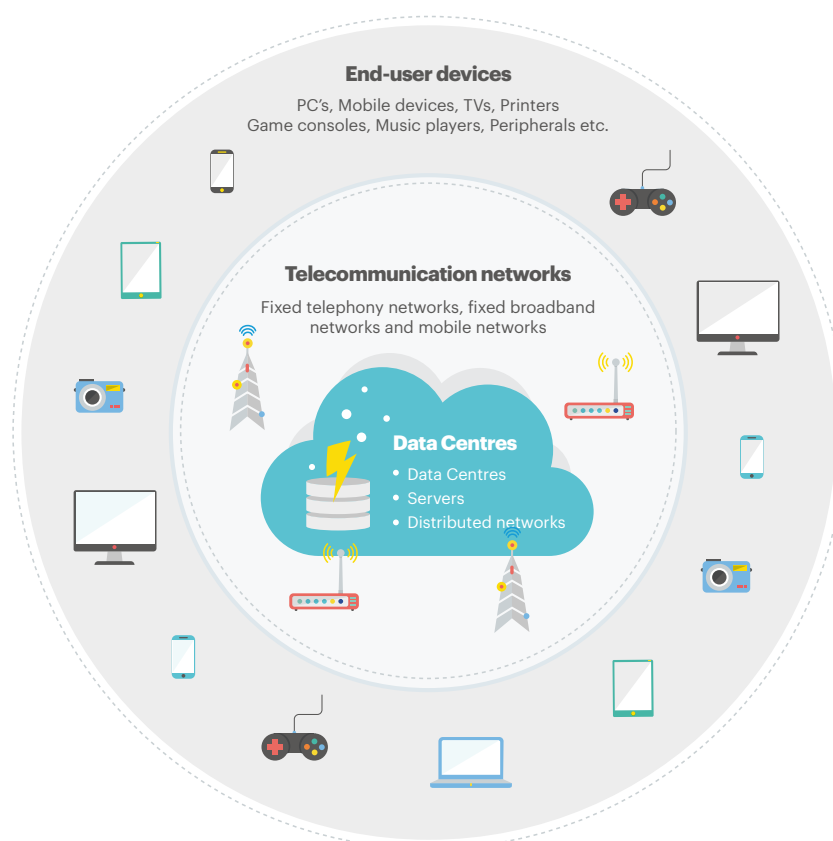 End-user devices
PC's, Mobile devices, TVs, Printers
Game consoles, Music players, Peripherals etc.
Telecommunication networks
Fixed telephony networks, fixed broadband
networks and mobile networks
Data Centres
• Data Centres
• Servers
• Distributed networks